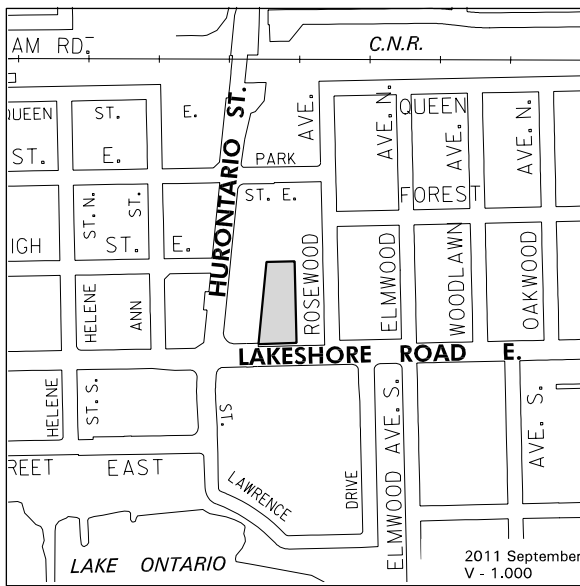 AM RD.
C.N.R.
QUEEN ST. E.
HURONTARIO ST.
AVE.
AVE. N.
QUEEN
AVE.
AVE. N.
ST. E.
PARK
ST. E.
FOREST
ST. N.
ST.
IGH ST. E.
HELENE
ANN
ROSEWOOD
ELMWOOD
WOODLAWN
OAKWOOD
LAKESHORE ROAD E.
HELENE
ST. S.
ST.
ELMWOOD AVE. S.
AVE. S.
REET EAST
LAWRENCE
DRIVE
LAKE ONTARIO
2011 September
V - 1.000